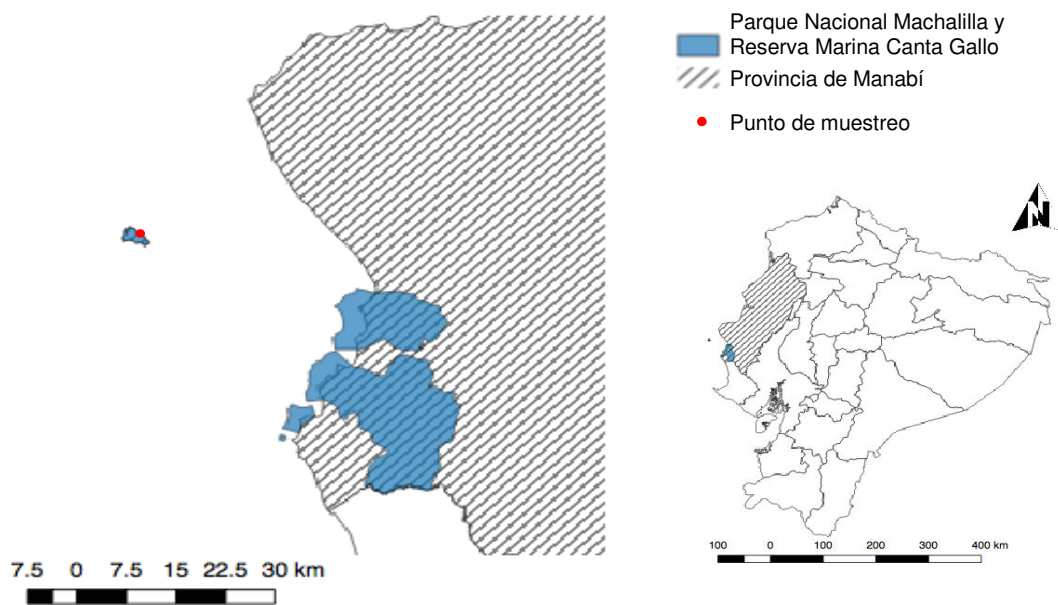 Parque Nacional Machalilla y
Reserva Marina Canta Gallo
Provincia de Manabí
Punto de muestreo
N
7.5 0 7.5 15 22.5 30 km
100 0 100 200 300 400 km